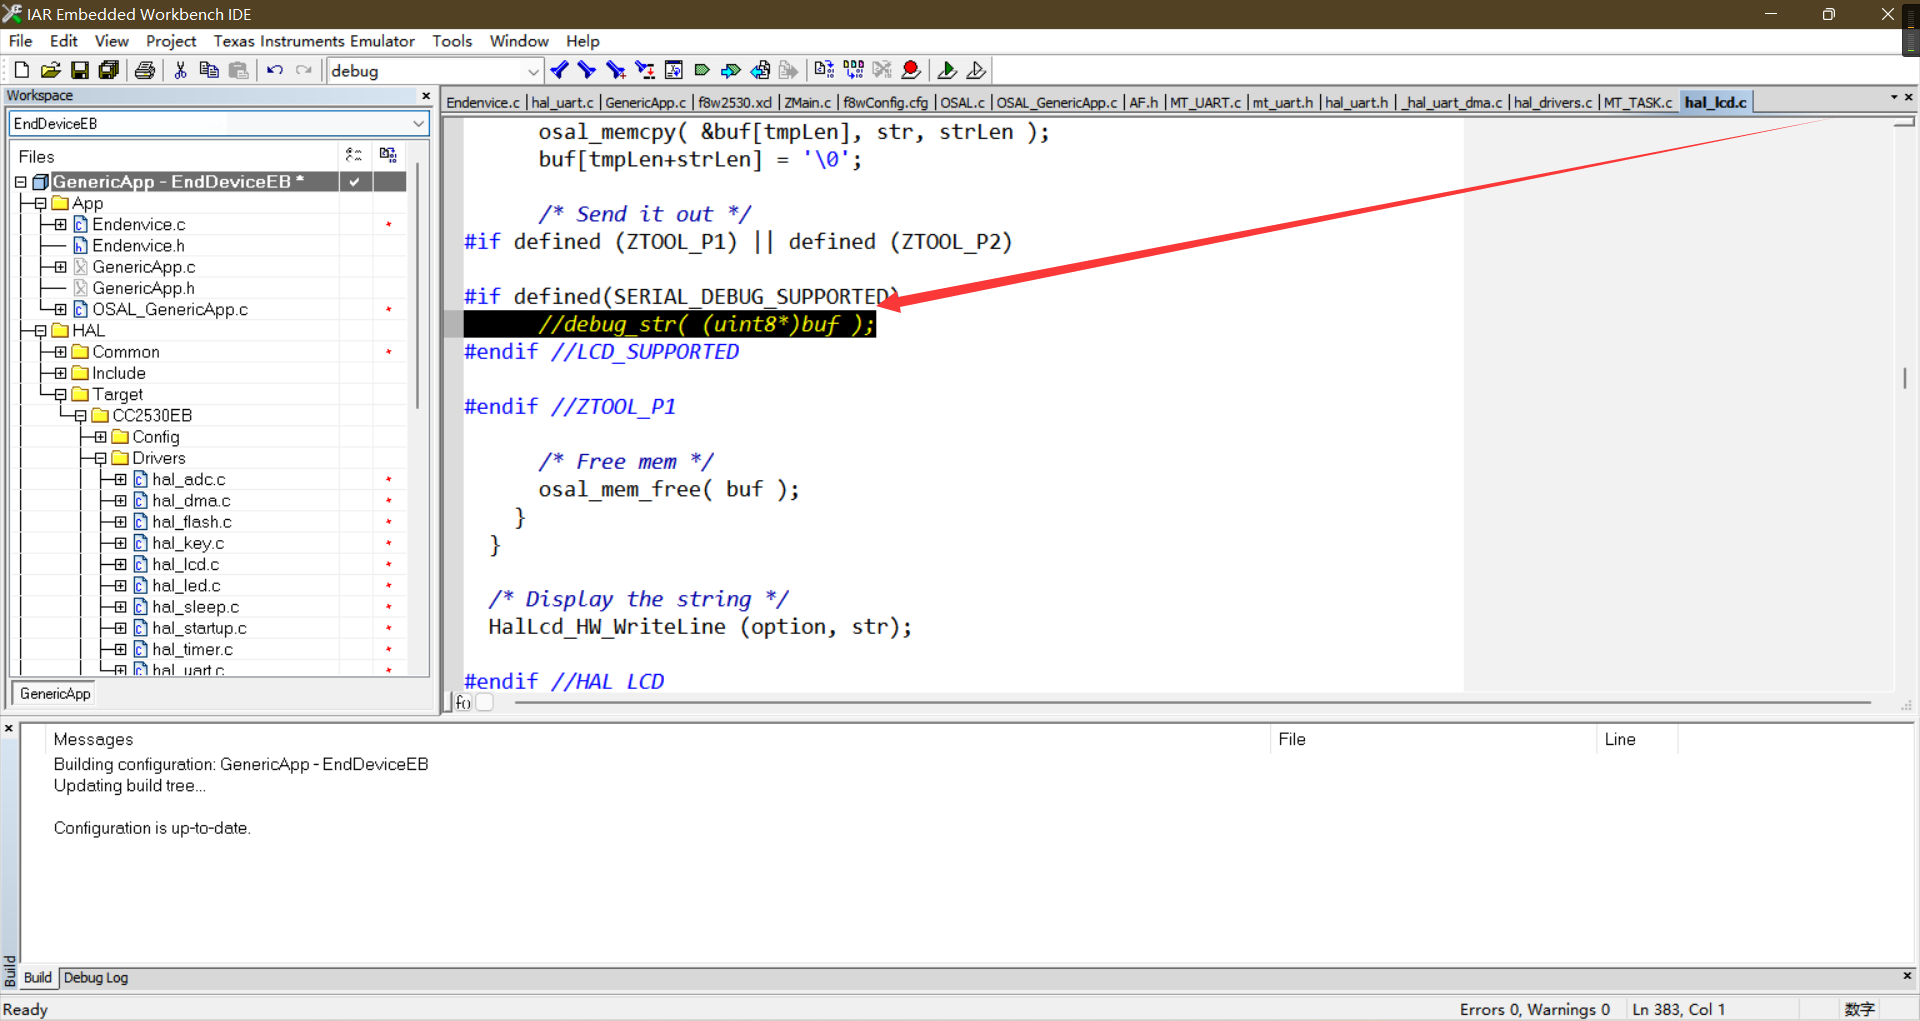 IAR Embedded Workbench IDE
File Edit View Project Texas Instruments Emulator Tools Window Help
debug
Workspace
EndDeviceEB
Files
GenericApp - EndDeviceEB *
App
Endenvice.c
Endenvice.h
GenericApp.c
GenericApp.h
OSAL_GenericApp.c
HAL
Common
Include
Target
CC2530EB
Config
Drivers
hal_adc.c
hal_dma.c
hal_flash.c
hal_key.c
hal_lcd.c
hal_led.c
hal_sleep.c
hal_startup.c
hal_timer.c
hal_uart.c
GenericApp
Endenvice.c | hal_uart.c | GenericApp.c | f8w2530.xcl | ZMain.c | f8wConfig.cfg | OSAL.c | OSAL_GenericApp.c | AF.h | MT_UART.c | mt_uart.h | hal_uart.h | _hal_uart_dma.c | hal_drivers.c | MT_TASK.c hal_lcd.c
osal_memcpy( &buf[tmpLen], str, strLen );
buf[tmpLen+strLen] = '\0';
/* Send it out */
#if defined (ZTOOL_P1) || defined (ZTOOL_P2)
#if defined(SERIAL_DEBUG_SUPPORTED)
//debug_str( (uint8*)buf );
#endif //LCD_SUPPORTED
#endif //ZTOOL_P1
/* Free mem */
osal_mem_free( buf );
}
}
/* Display the string */
HalLcd_HW_WriteLine (option, str);
#endif //HAL_LCD
f()
Messages File Line
Building configuration: GenericApp - EndDeviceEB
Updating build tree...
Configuration is up-to-date.
Build
Build Debug Log
Ready Errors 0, Warnings 0 Ln 383, Col 1 数字